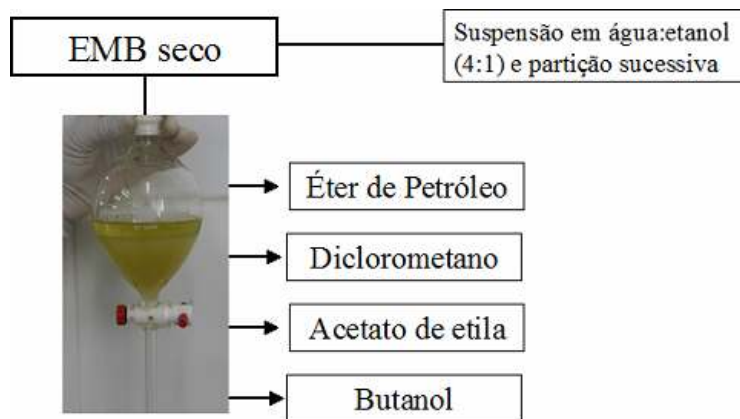 EMB seco
Suspensão em água:etanol
(4:1) e partição sucessiva
Éter de Petróleo
Diclorometano
Acetato de etila
Butanol